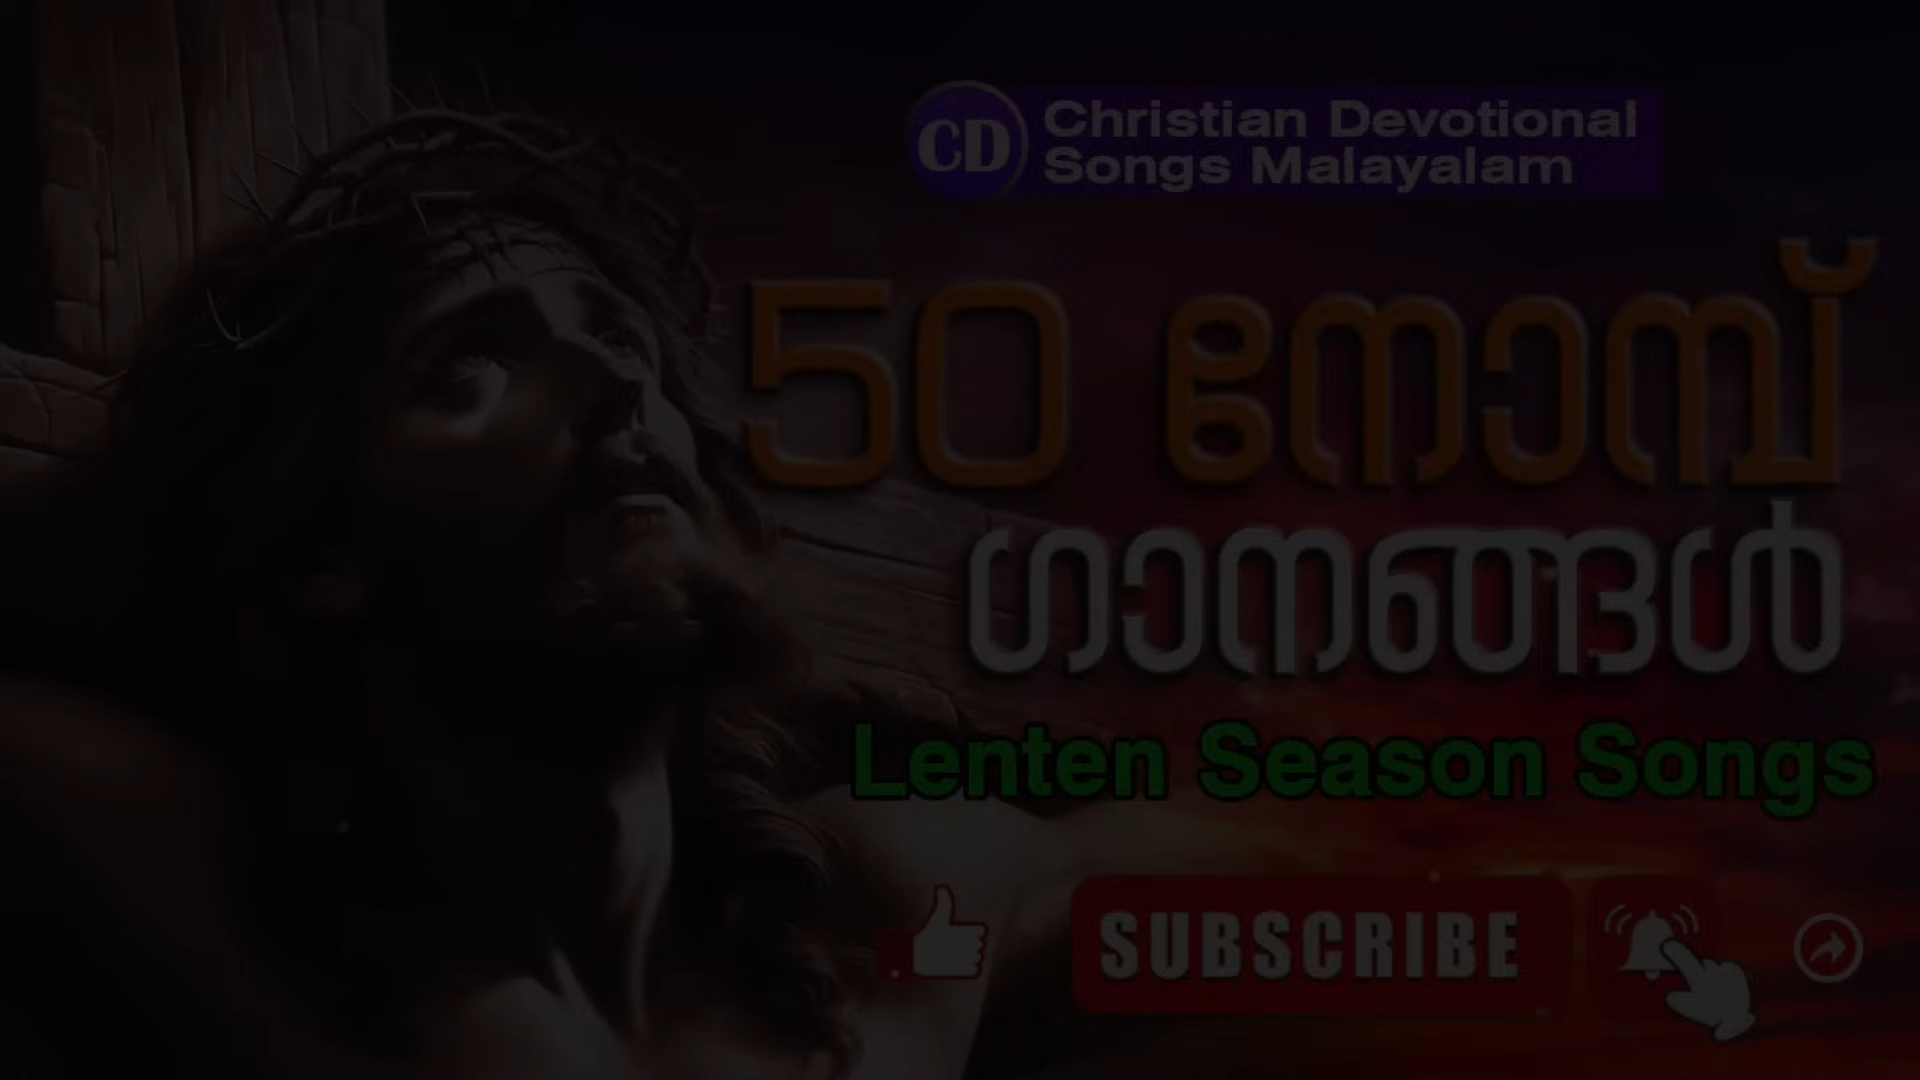 CD
Christian Devotional
Songs Malayalam
50 നോമ്പ്
ഗാനങ്ങൾ
Lenten Season Songs
SUBSCRIBE